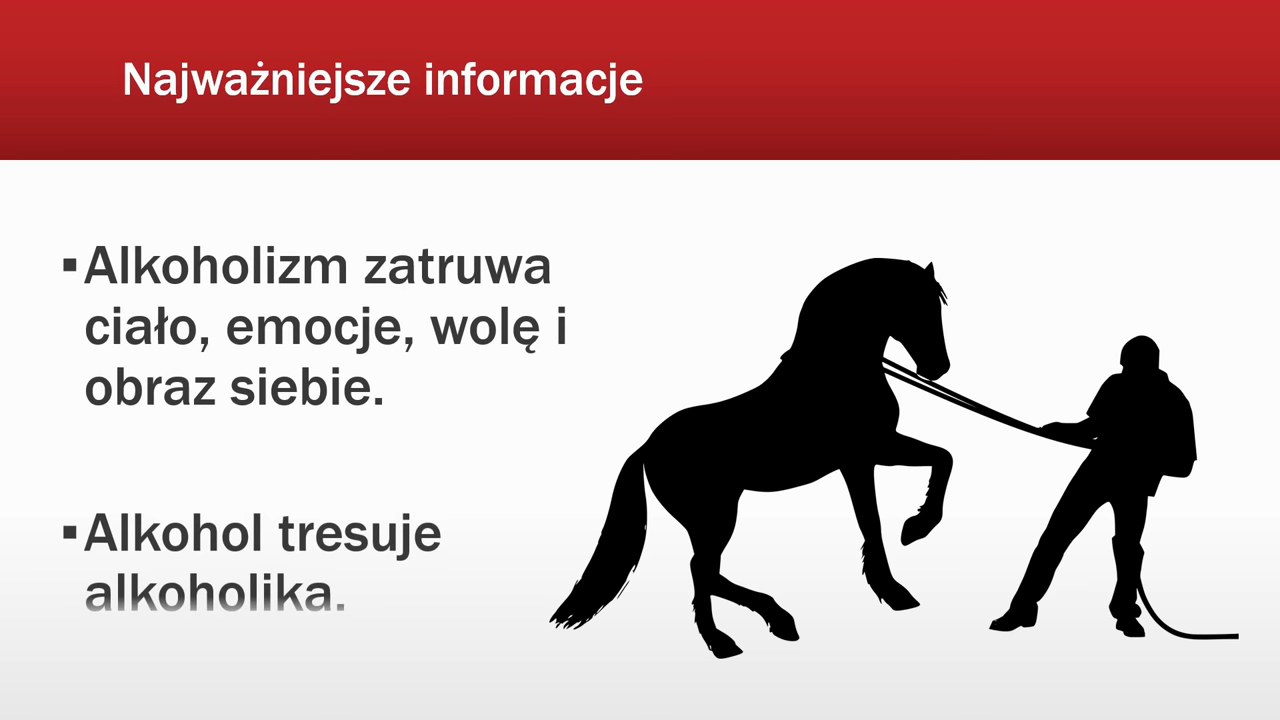 Najważniejsze informacje
▪Alkoholizm zatruwa
ciało, emocje, wolę i
obraz siebie.
▪Alkohol tresuje
alkoholika.